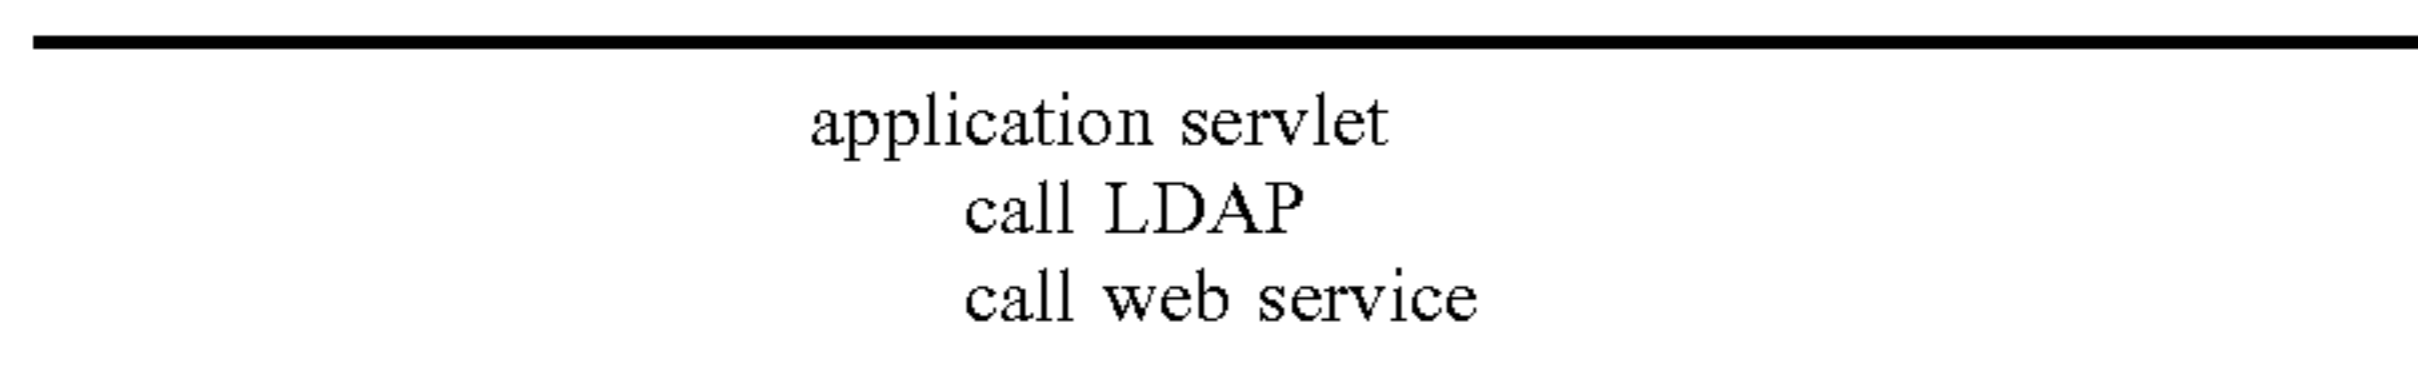 application servlet
call LDAP
call web service